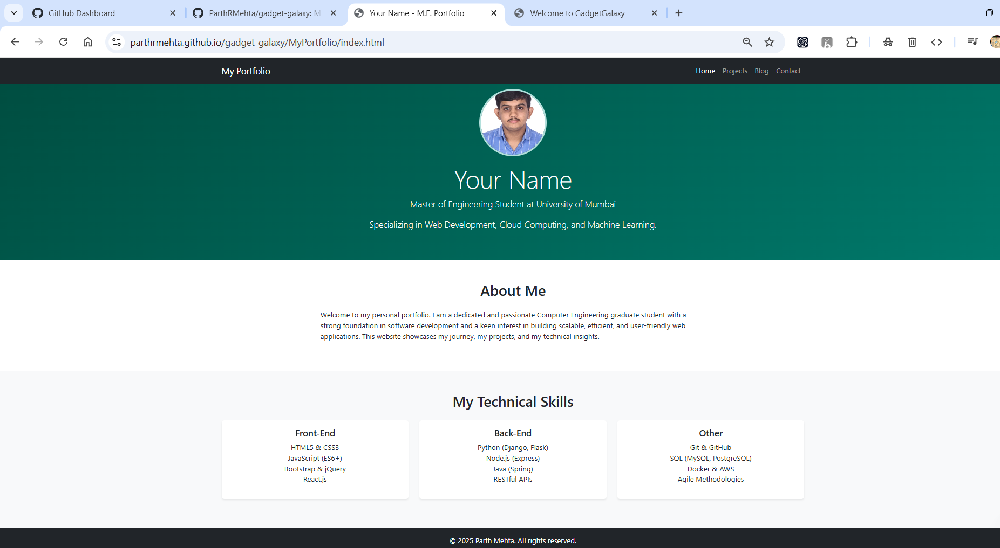 GitHub Dashboard
ParthRMehta/gadget-galaxy: M
Your Name - M.E. Portfolio
Welcome to GadgetGalaxy
parthrmehta.github.io/gadget-galaxy/MyPortfolio/index.html
My Portfolio
Home Projects Blog Contact
Your Name
Master of Engineering Student at University of Mumbai
Specializing in Web Development, Cloud Computing, and Machine Learning.
About Me
Welcome to my personal portfolio. I am a dedicated and passionate Computer Engineering graduate student with a
strong foundation in software development and a keen interest in building scalable, efficient, and user-friendly web
applications. This website showcases my journey, my projects, and my technical insights.
My Technical Skills
Front-End
HTML5 & CSS3
JavaScript (ES6+)
Bootstrap & jQuery
React.js
Back-End
Python (Django, Flask)
Node.js (Express)
Java (Spring)
RESTful APIs
Other
Git & GitHub
SQL (MySQL, PostgreSQL)
Docker & AWS
Agile Methodologies
© 2025 Parth Mehta. All rights reserved.